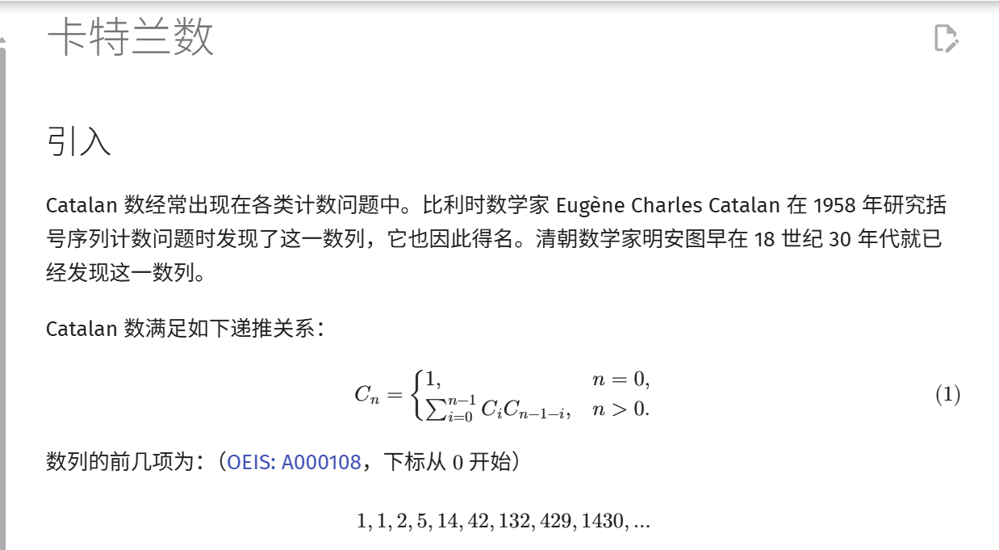 卡特兰数
引入
Catalan 数经常出现在各类计数问题中。比利时数学家 Eugène Charles Catalan 在 1958 年研究括
号序列计数问题时发现了这一数列，它也因此得名。清朝数学家明安图早在 18 世纪 30 年代就已
经发现这一数列。
Catalan 数满足如下递推关系：
$C_n = \begin{cases} 1, & n = 0, \\ \sum_{i=0}^{n-1} C_i C_{n-1-i}, & n > 0. \end{cases}$ (1)
数列的前几项为：（OEIS: A000108，下标从 0 开始）
1, 1, 2, 5, 14, 42, 132, 429, 1430, ...